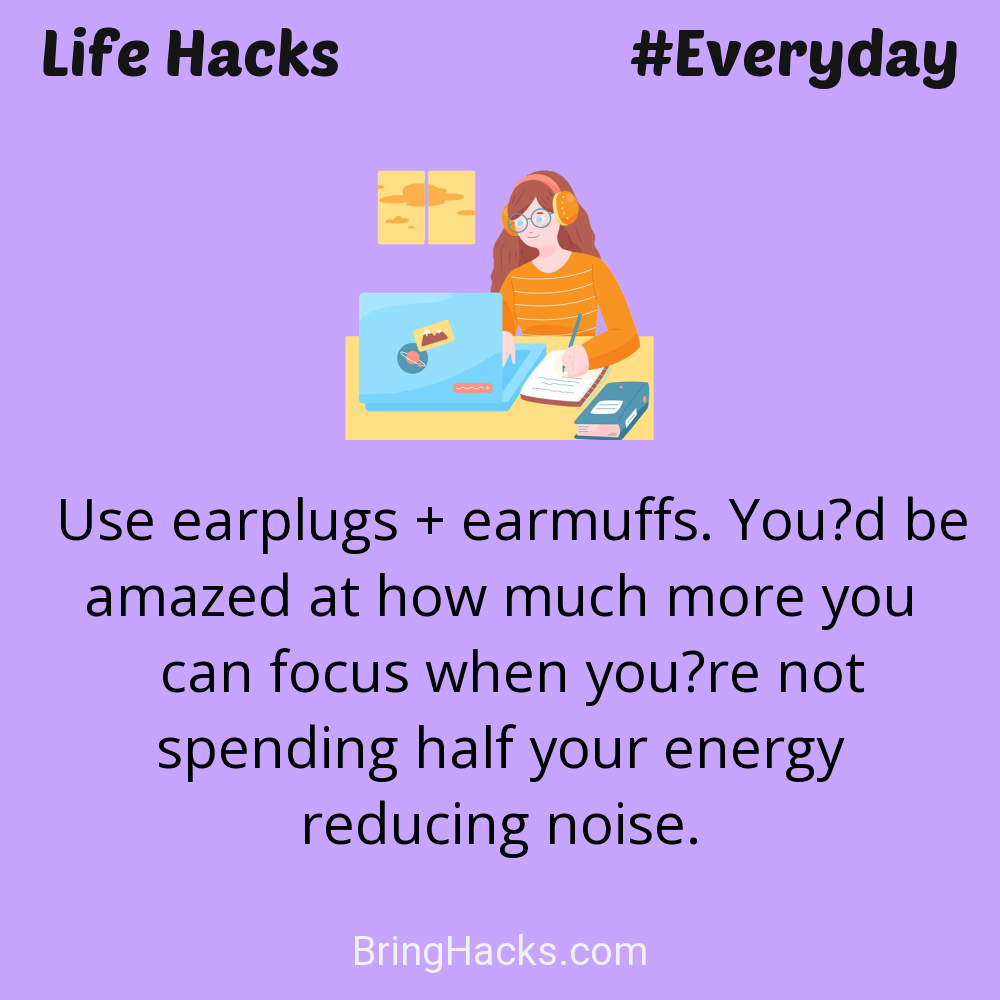 Life Hacks
#Everyday
Use earplugs + earmuffs. You?d be
amazed at how much more you
can focus when you?re not
spending half your energy
reducing noise.
BringHacks.com